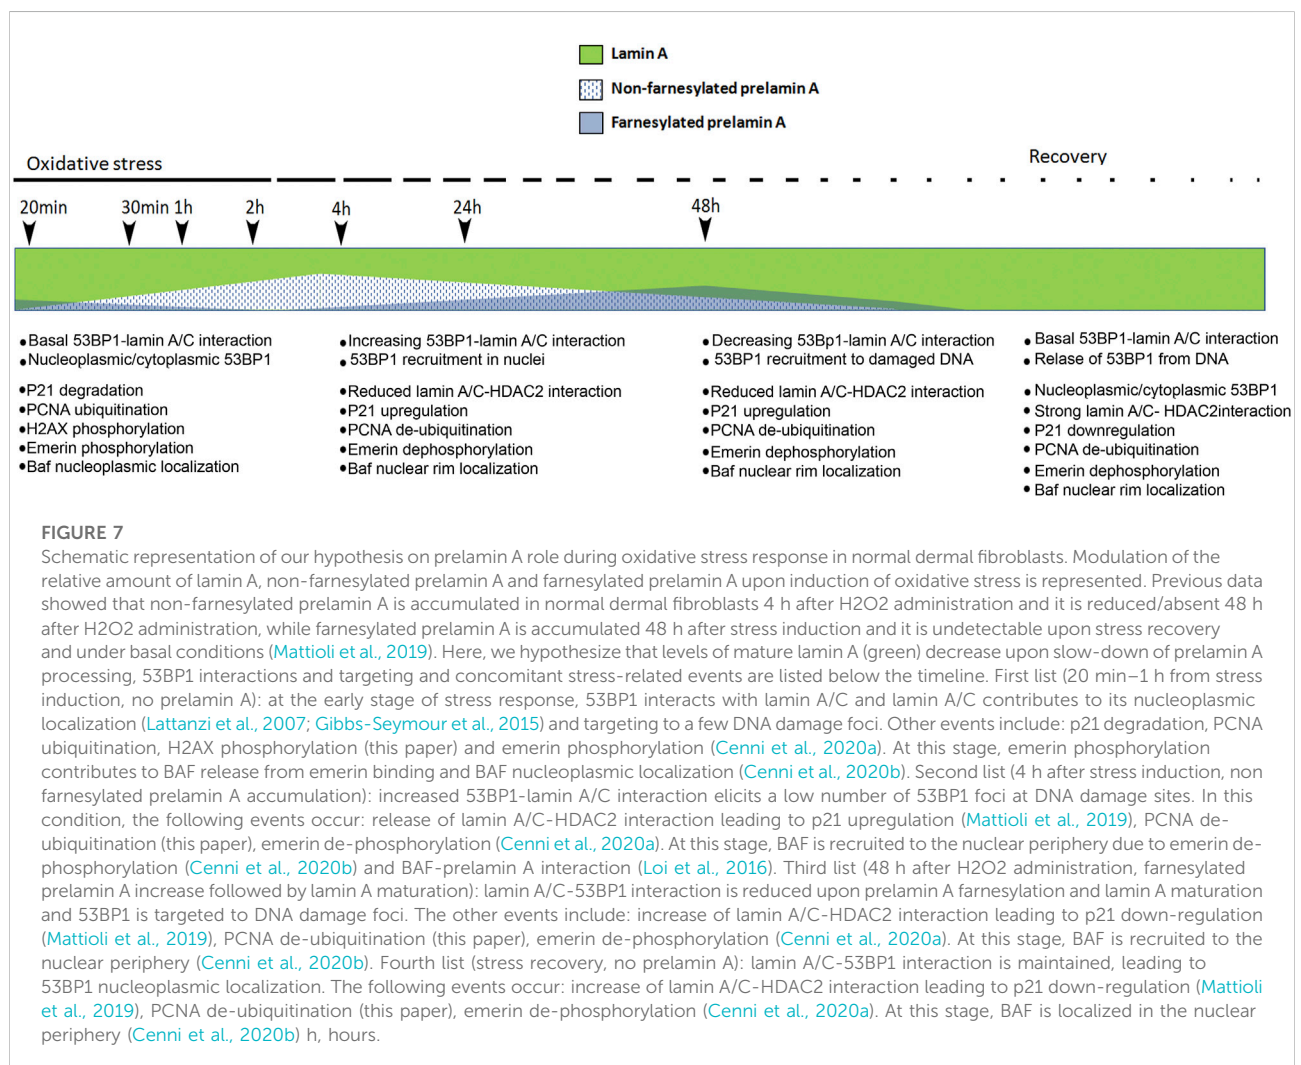 Lamin A
Non-farnesylated prelamin A
Farnesylated prelamin A
Oxidative stress
Recovery
20min
30min
1h
2h
4h
24h
48h
•Basal 53BP1-lamin A/C interaction
•Nucleoplasmic/cytoplasmic 53BP1
•P21 degradation
•PCNA ubiquitination
•H2AX phosphorylation
•Emerin phosphorylation
•Baf nucleoplasmic localization
•Increasing 53BP1-lamin A/C interaction
•53BP1 recruitment in nuclei
•Reduced lamin A/C-HDAC2 interaction
•P21 upregulation
•PCNA de-ubiquitination
•Emerin dephosphorylation
•Baf nuclear rim localization
•Decreasing 53Bp1-lamin A/C interaction
•53BP1 recruitment to damaged DNA
•Reduced lamin A/C-HDAC2 interaction
•P21 upregulation
•PCNA de-ubiquitination
•Emerin dephosphorylation
•Baf nuclear rim localization
• Basal 53BP1-lamin A/C interaction
• Relase of 53BP1 from DNA
• Nucleoplasmic/cytoplasmic 53BP1
• Strong lamin A/C- HDAC2interaction
• P21 downregulation
• PCNA de-ubiquitination
• Emerin dephosphorylation
• Baf nuclear rim localization
FIGURE 7
Schematic representation of our hypothesis on prelamin A role during oxidative stress response in normal dermal fibroblasts. Modulation of the
relative amount of lamin A, non-farnesylated prelamin A and farnesylated prelamin A upon induction of oxidative stress is represented. Previous data
showed that non-farnesylated prelamin A is accumulated in normal dermal fibroblasts 4 h after H2O2 administration and it is reduced/absent 48 h
after H2O2 administration, while farnesylated prelamin A is accumulated 48 h after stress induction and it is undetectable upon stress recovery
and under basal conditions (Mattioli et al., 2019). Here, we hypothesize that levels of mature lamin A (green) decrease upon slow-down of prelamin A
processing, 53BP1 interactions and targeting and concomitant stress-related events are listed below the timeline. First list (20 min–1 h from stress
induction, no prelamin A): at the early stage of stress response, 53BP1 interacts with lamin A/C and lamin A/C contributes to its nucleoplasmic
localization (Lattanzi et al., 2007; Gibbs-Seymour et al., 2015) and targeting to a few DNA damage foci. Other events include: p21 degradation, PCNA
ubiquitination, H2AX phosphorylation (this paper) and emerin phosphorylation (Cenni et al., 2020a). At this stage, emerin phosphorylation
contributes to BAF release from emerin binding and BAF nucleoplasmic localization (Cenni et al., 2020b). Second list (4 h after stress induction, non
farnesylated prelamin A accumulation): increased 53BP1-lamin A/C interaction elicits a low number of 53BP1 foci at DNA damage sites. In this
condition, the following events occur: release of lamin A/C-HDAC2 interaction leading to p21 upregulation (Mattioli et al., 2019), PCNA de-
ubiquitination (this paper), emerin de-phosphorylation (Cenni et al., 2020a). At this stage, BAF is recruited to the nuclear periphery due to emerin de-
phosphorylation (Cenni et al., 2020b) and BAF-prelamin A interaction (Loi et al., 2016). Third list (48 h after H2O2 administration, farnesylated
prelamin A increase followed by lamin A maturation): lamin A/C-53BP1 interaction is reduced upon prelamin A farnesylation and lamin A maturation
and 53BP1 is targeted to DNA damage foci. The other events include: increase of lamin A/C-HDAC2 interaction leading to p21 down-regulation
(Mattioli et al., 2019), PCNA de-ubiquitination (this paper), emerin de-phosphorylation (Cenni et al., 2020a). At this stage, BAF is recruited to the
nuclear periphery (Cenni et al., 2020b). Fourth list (stress recovery, no prelamin A): lamin A/C-53BP1 interaction is maintained, leading to
53BP1 nucleoplasmic localization. The following events occur: increase of lamin A/C-HDAC2 interaction leading to p21 down-regulation (Mattioli
et al., 2019), PCNA de-ubiquitination (this paper), emerin de-phosphorylation (Cenni et al., 2020a). At this stage, BAF is localized in the nuclear
periphery (Cenni et al., 2020b) h, hours.